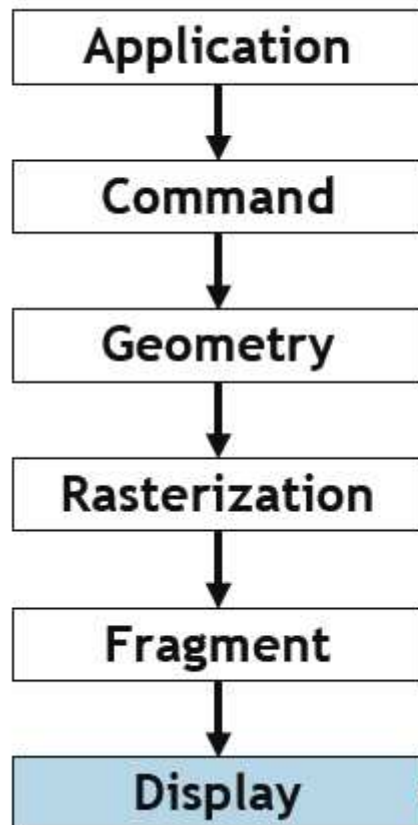 Application
Command
Geometry
Rasterization
Fragment
Display